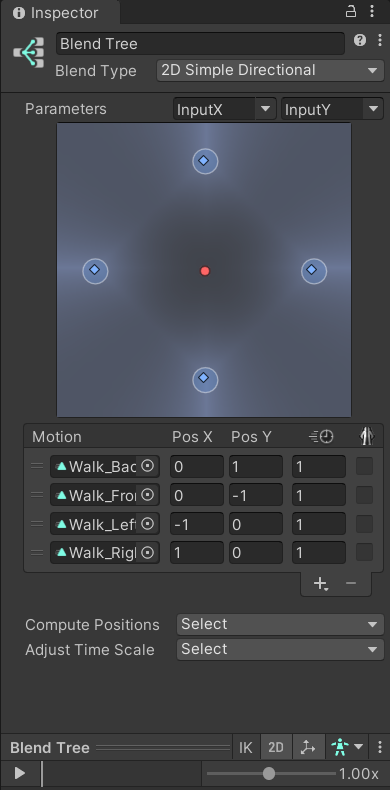 Inspector
Blend Tree
Blend Type 2D Simple Directional
Parameters InputX InputY
Motion Pos X Pos Y
Walk_Bac 0 1 1
Walk_Fro 0 -1 1
Walk_Left -1 0 1
Walk_Rigl 1 0 1
+ −
Compute Positions Select
Adjust Time Scale Select
Blend Tree IK 2D
1.00x